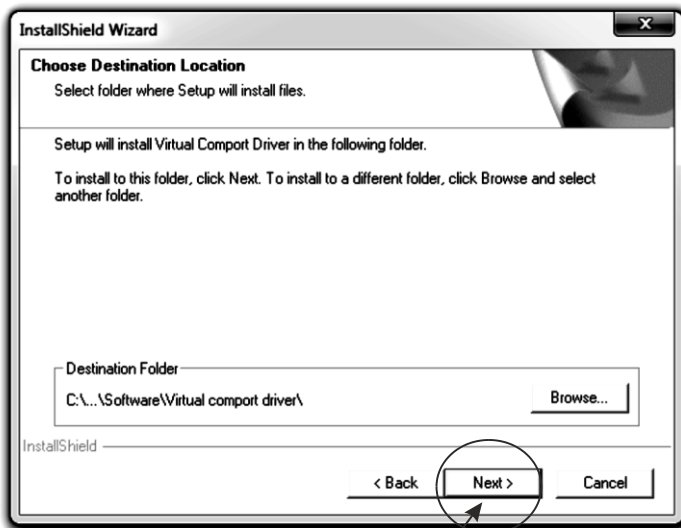 InstallShield Wizard
x
Choose Destination Location
Select folder where Setup will install files.
Setup will install Virtual Comport Driver in the following folder.
To install to this folder, click Next. To install to a different folder, click Browse and select
another folder.
Destination Folder
C:\...\Software\Virtual comport driver\
Browse...
InstallShield
< Back
Next >
Cancel